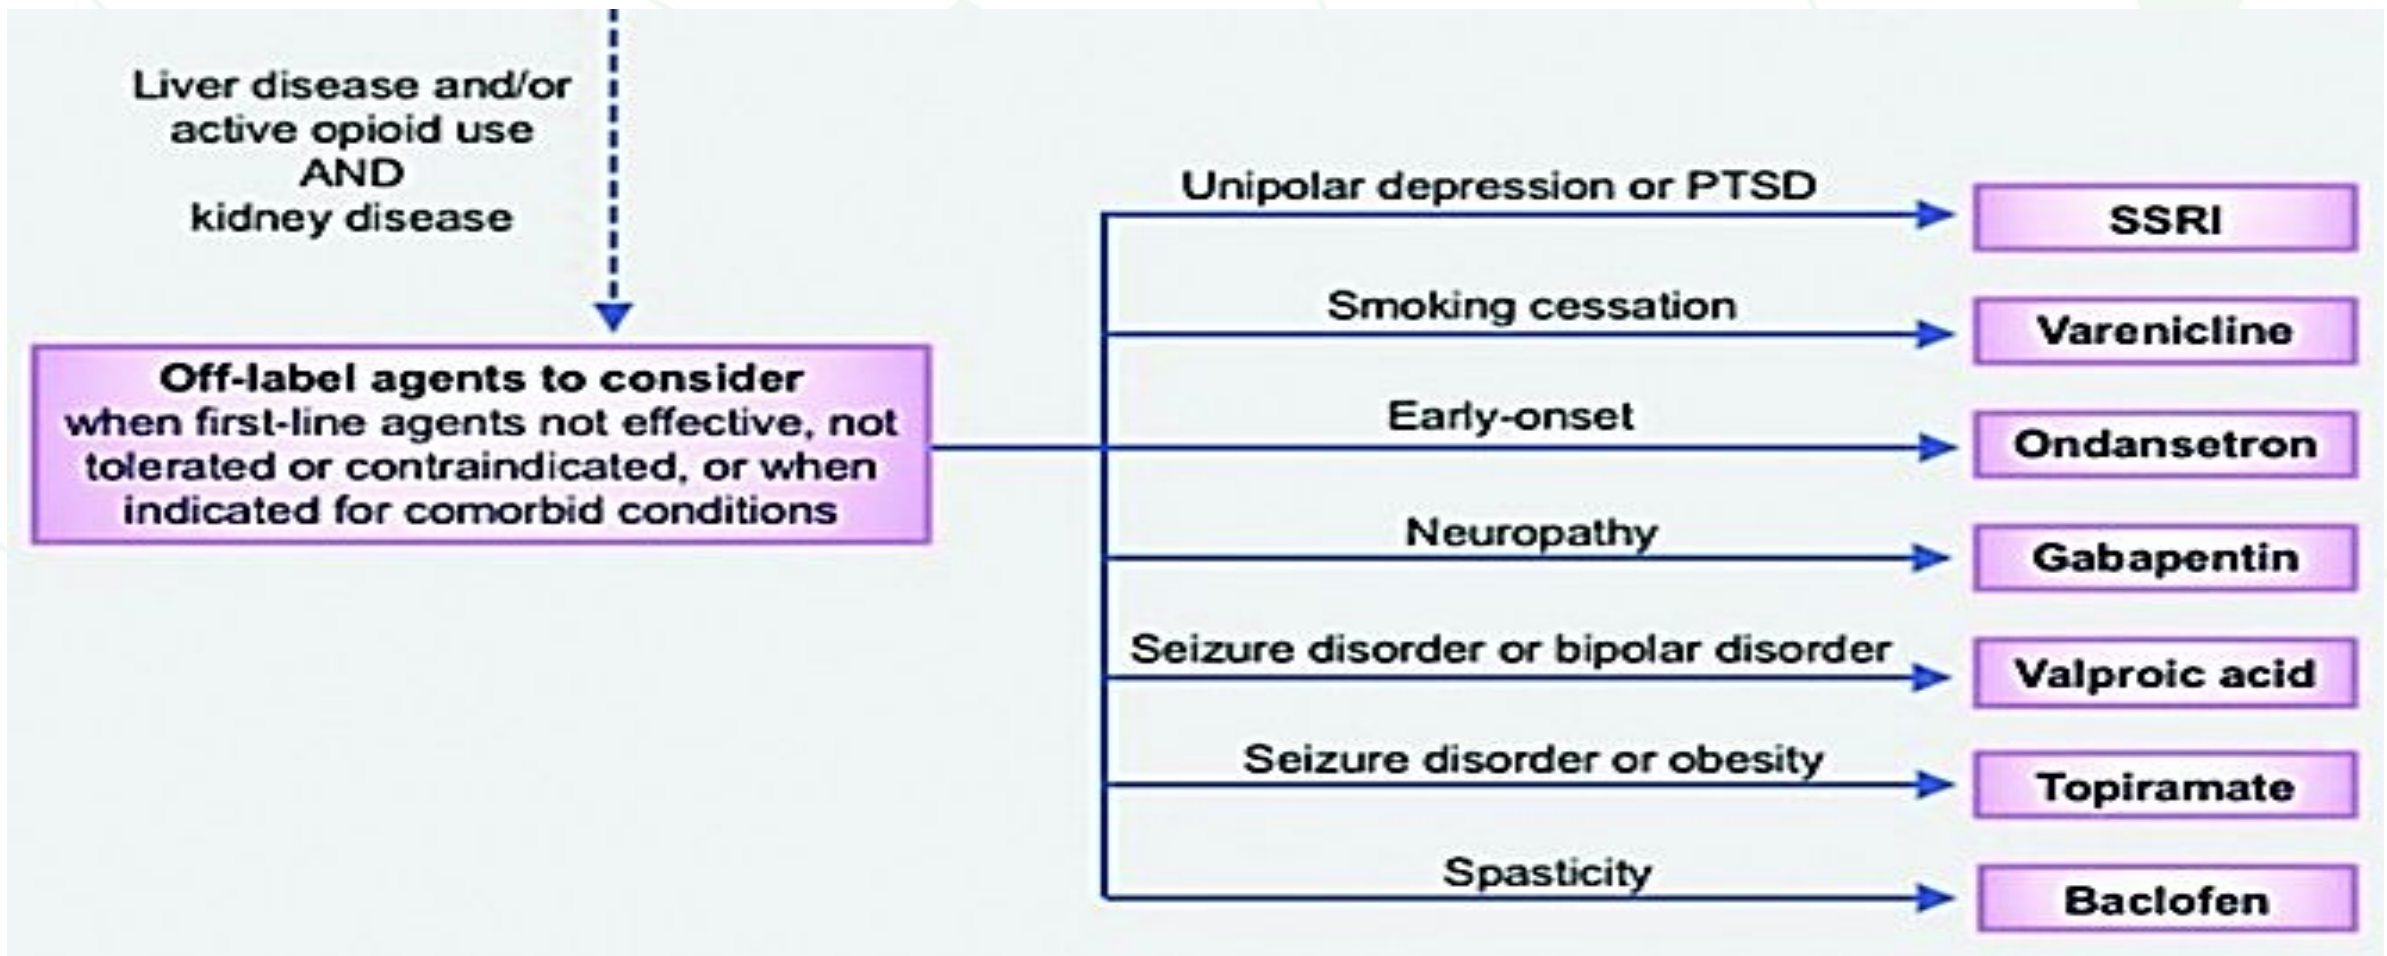 Liver disease and/or
active opioid use
AND
kidney disease
Off-label agents to consider
when first-line agents not effective, not
tolerated or contraindicated, or when
indicated for comorbid conditions
Unipolar depression or PTSD
SSRI
Smoking cessation
Varenicline
Early-onset
Ondansetron
Neuropathy
Gabapentin
Seizure disorder or bipolar disorder
Valproic acid
Seizure disorder or obesity
Topiramate
Spasticity
Baclofen